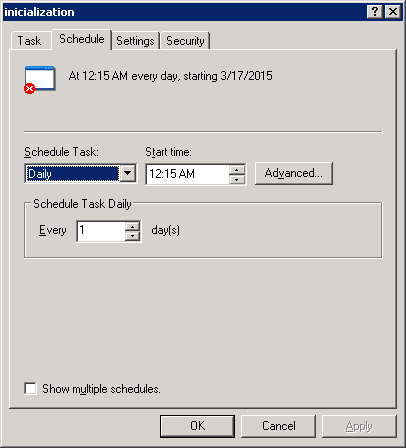 inicialization
Task Schedule Settings Security
At 12:15 AM every day, starting 3/17/2015
Schedule Task: Start time:
Daily 12:15 AM Advanced...
Schedule Task Daily
Every 1 day(s)
Show multiple schedules.
OK Cancel Apply